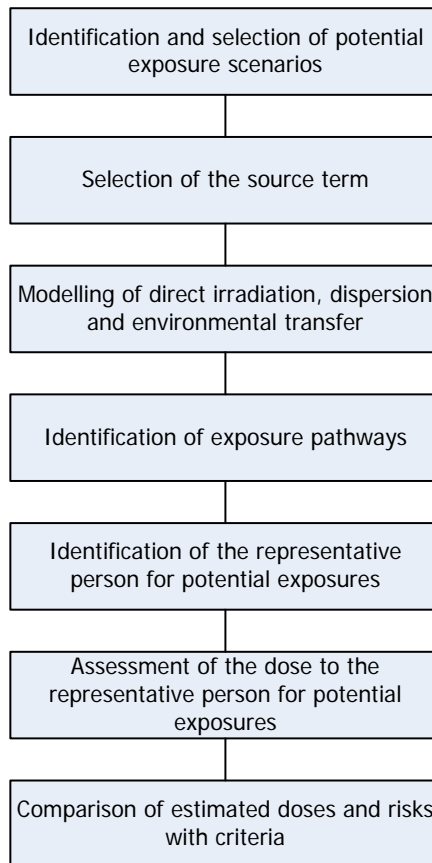 Identification and selection of potential
exposure scenarios
Selection of the source term
Modelling of direct irradiation, dispersion
and environmental transfer
Identification of exposure pathways
Identification of the representative
person for potential exposures
Assessment of the dose to the
representative person for potential
exposures
Comparison of estimated doses and risks
with criteria